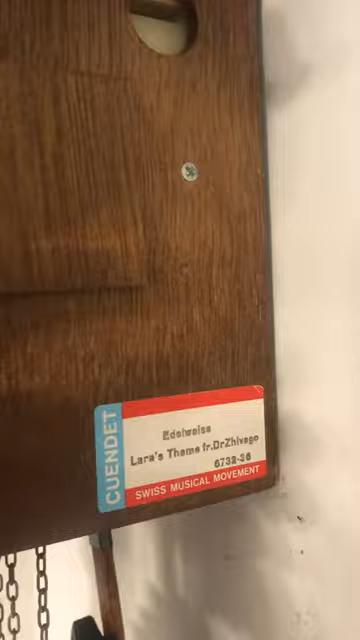 CUENDET
Edelweiss
Lara's Theme fr.DrZhivago
6732-36
SWISS MUSICAL MOVEMENT